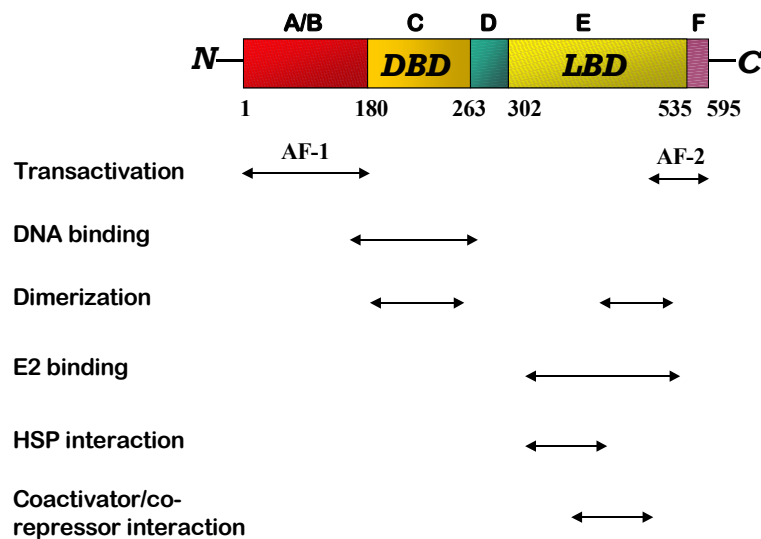 A/B C D E F
N DBD LBD C
1 180 263 302 535 595
AF-1 AF-2
Transactivation
DNA binding
Dimerization
E2 binding
HSP interaction
Coactivator/co-
repressor interaction